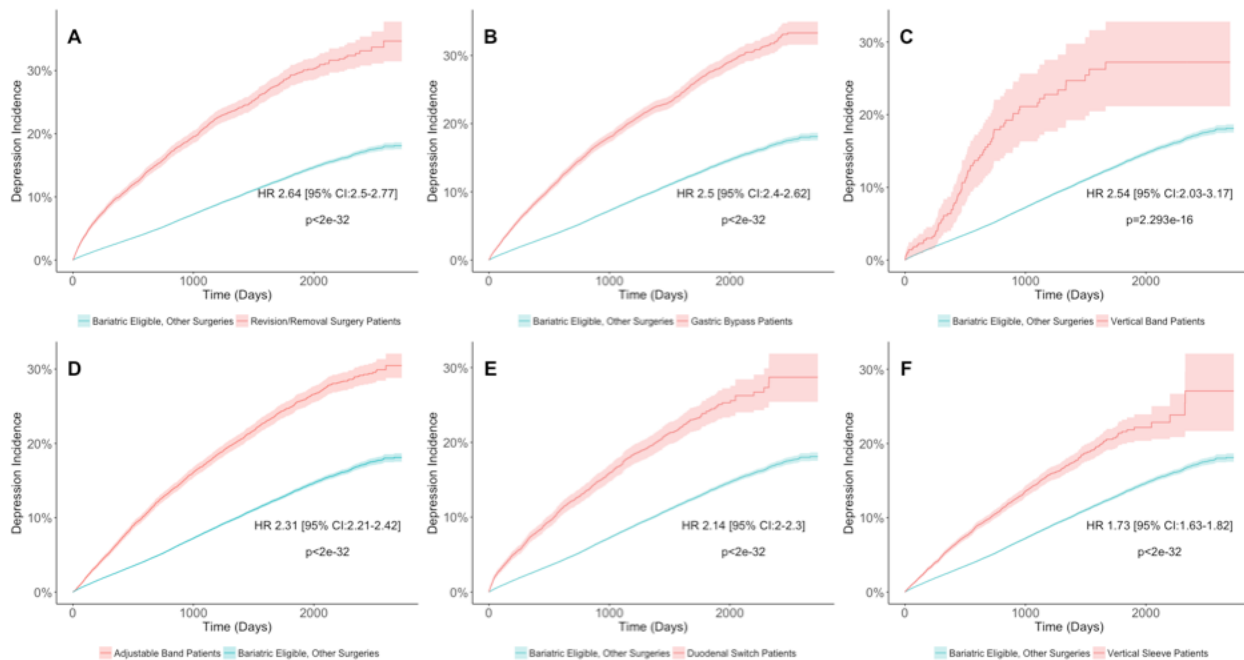 A
Depression Incidence
30%
20%
10%
0%
HR 2.64 [95% CI:2.5-2.77]
p<2e-32
0 1000 2000
Time (Days)
Bariatric Eligible, Other Surgeries Revision/Removal Surgery Patients
B
Depression Incidence
30%
20%
10%
0%
HR 2.5 [95% CI:2.4-2.62]
p<2e-32
0 1000 2000
Time (Days)
Bariatric Eligible, Other Surgeries Gastric Bypass Patients
C
Depression Incidence
30%
20%
10%
0%
HR 2.54 [95% CI:2.03-3.17]
p=2.293e-16
0 1000 2000
Time (Days)
Bariatric Eligible, Other Surgeries Vertical Band Patients
D
Depression Incidence
30%
20%
10%
0%
HR 2.31 [95% CI:2.21-2.42]
p<2e-32
0 1000 2000
Time (Days)
Adjustable Band Patients Bariatric Eligible, Other Surgeries
E
Depression Incidence
30%
20%
10%
0%
HR 2.14 [95% CI:2-2.3]
p<2e-32
0 1000 2000
Time (Days)
Bariatric Eligible, Other Surgeries Duodenal Switch Patients
F
Depression Incidence
30%
20%
10%
0%
HR 1.73 [95% CI:1.63-1.82]
p<2e-32
0 1000 2000
Time (Days)
Bariatric Eligible, Other Surgeries Vertical Sleeve Patients